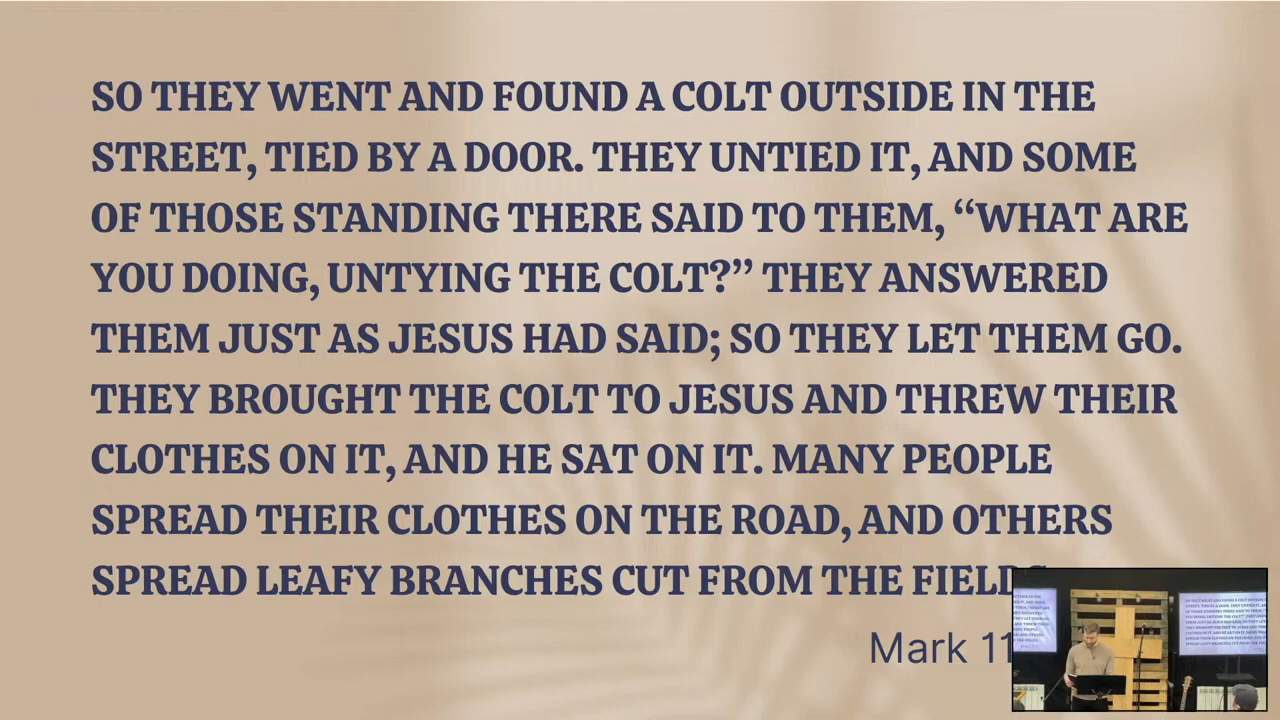 SO THEY WENT AND FOUND A COLT OUTSIDE IN THE
STREET, TIED BY A DOOR. THEY UNTIED IT, AND SOME
OF THOSE STANDING THERE SAID TO THEM, “WHAT ARE
YOU DOING, UNTYING THE COLT?” THEY ANSWERED
THEM JUST AS JESUS HAD SAID; SO THEY LET THEM GO.
THEY BROUGHT THE COLT TO JESUS AND THREW THEIR
CLOTHES ON IT, AND HE SAT ON IT. MANY PEOPLE
SPREAD THEIR CLOTHES ON THE ROAD, AND OTHERS
SPREAD LEAFY BRANCHES CUT FROM THE FIELDS
Mark 11